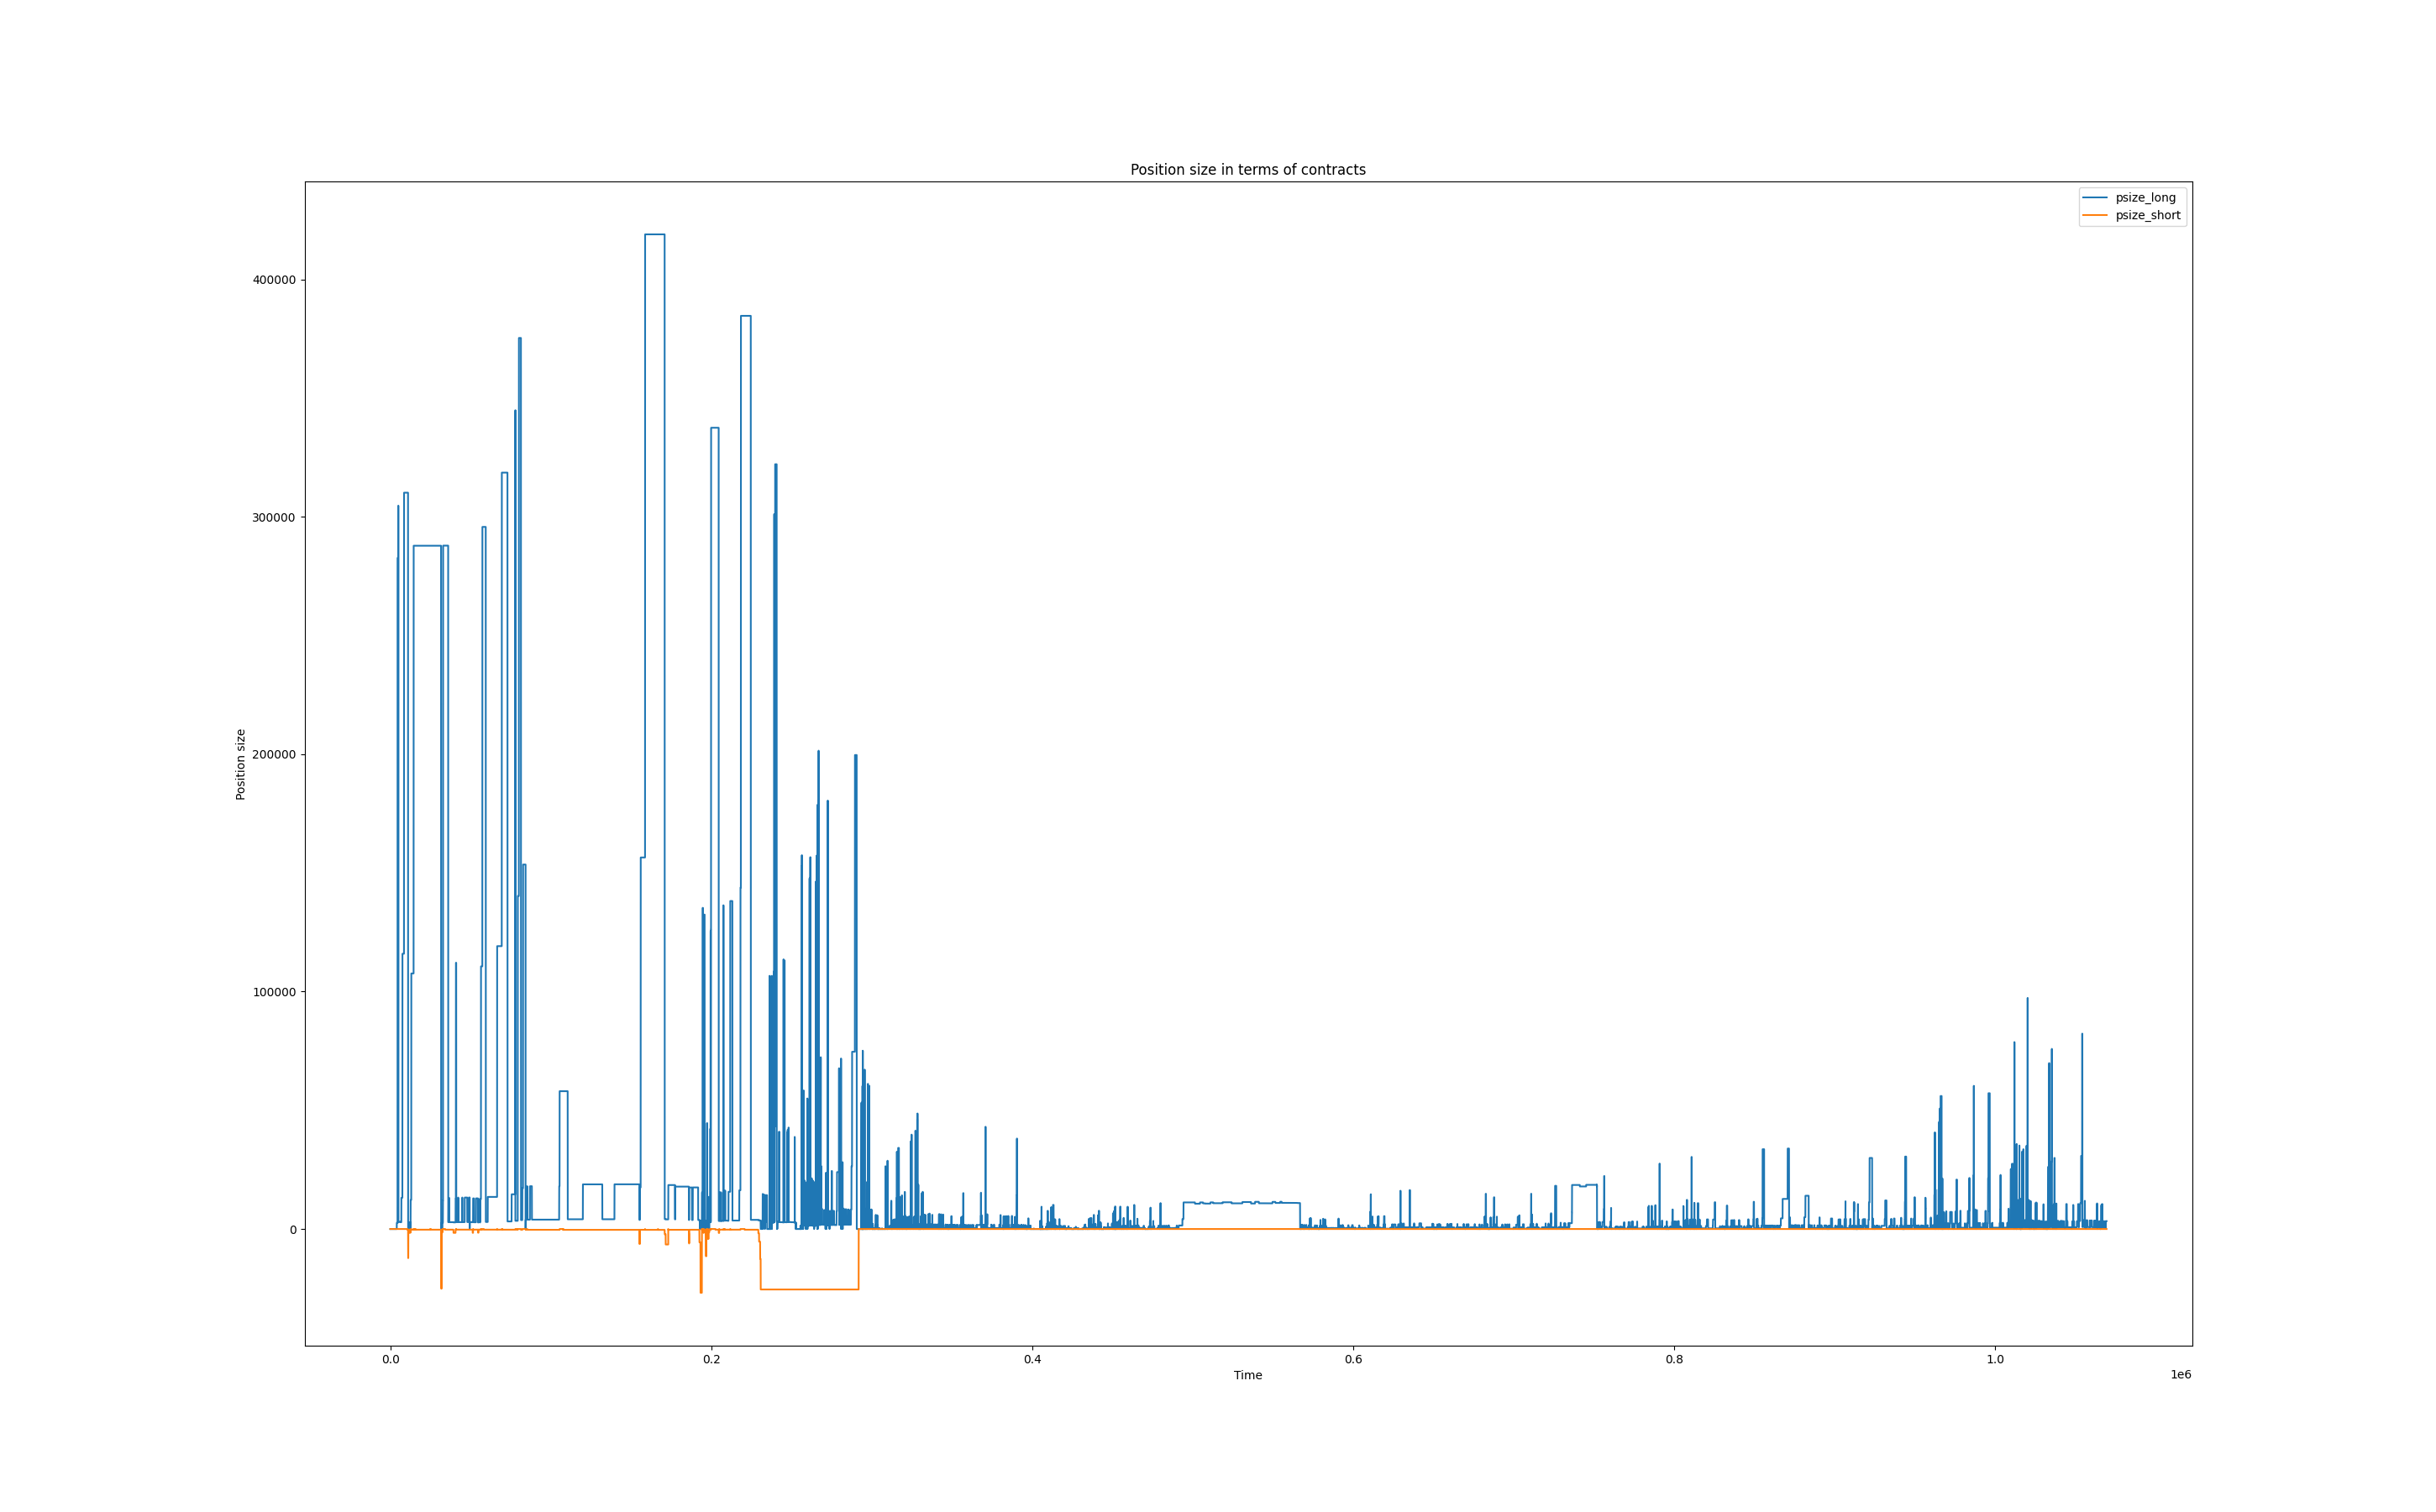 Position size in terms of contracts
psize_long
psize_short
400000
300000
200000
100000
0
Position size
0.0
0.2
0.4
0.6
0.8
1.0
1e6
Time